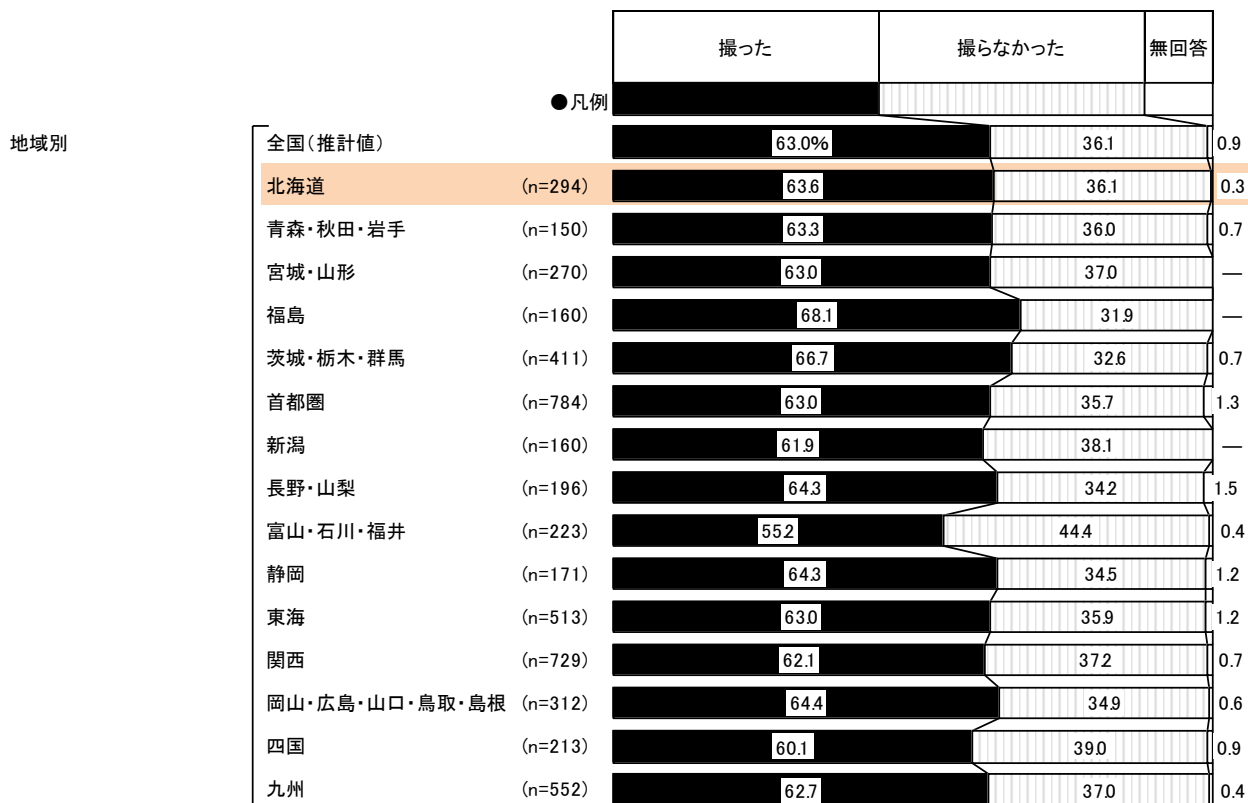 撮った 撮らなかった 無回答
●凡例
地域別 全国(推計値) 63.0% 36.1 0.9
北海道 (n=294) 63.6 36.1 0.3
青森・秋田・岩手 (n=150) 63.3 36.0 0.7
宮城・山形 (n=270) 63.0 37.0 —
福島 (n=160) 68.1 31.9 —
茨城・栃木・群馬 (n=411) 66.7 32.6 0.7
首都圏 (n=784) 63.0 35.7 1.3
新潟 (n=160) 61.9 38.1 —
長野・山梨 (n=196) 64.3 34.2 1.5
富山・石川・福井 (n=223) 55.2 44.4 0.4
静岡 (n=171) 64.3 34.5 1.2
東海 (n=513) 63.0 35.9 1.2
関西 (n=729) 62.1 37.2 0.7
岡山・広島・山口・鳥取・島根 (n=312) 64.4 34.9 0.6
四国 (n=213) 60.1 39.0 0.9
九州 (n=552) 62.7 37.0 0.4